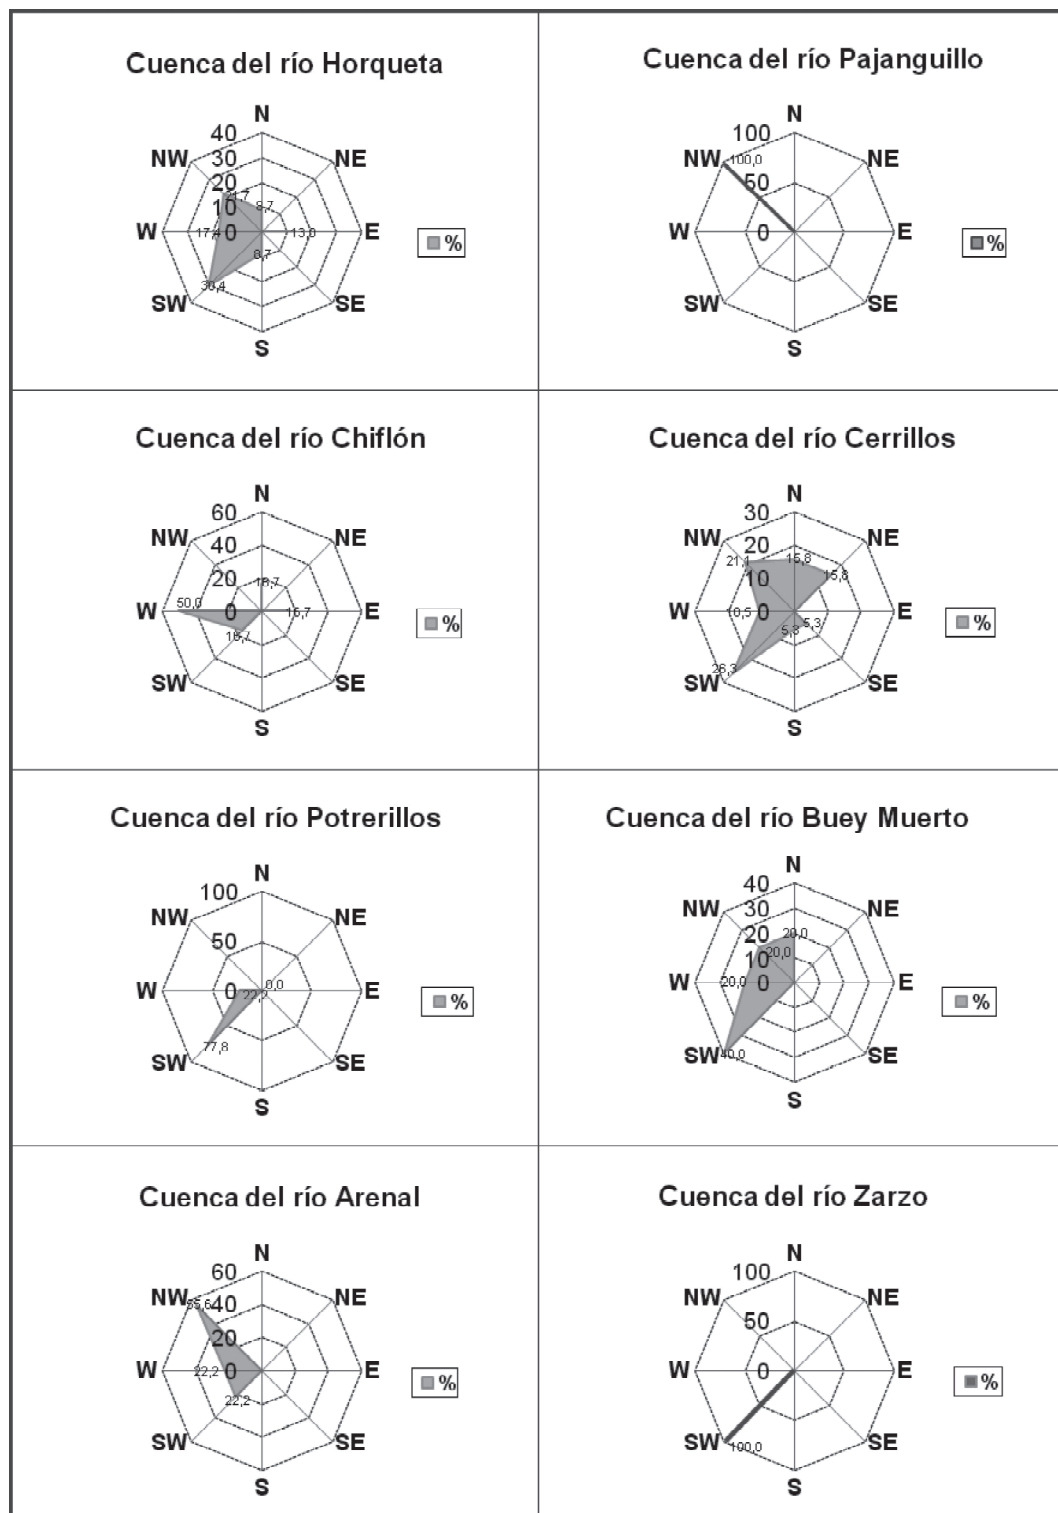 Cuenca del río Horqueta
N
40
NW
30
NE
20
21,7
10
8,7
W
17,4
0
13,0
E
%
8,7
30,4
SW
SE
S
Cuenca del río Pajanguillo
N
100
NW
100,0
NE
50
W
0
E
%
SW
SE
S
Cuenca del río Chiflón
N
60
NW
40
NE
20
16,7
50,0
W
0
16,7
E
%
16,7
SW
SE
S
Cuenca del río Cerrillos
N
30
NW
20
NE
21,1
15,8
15,8
10
W
10,5
0
E
%
5,3
5,3
26,3
SW
SE
S
Cuenca del río Potrerillos
N
100
NW
NE
50
0,0
W
0
22,2
E
%
77,8
SW
SE
S
Cuenca del río Buey Muerto
N
40
NW
30
NE
20
20,0
10
20,0
W
20,0
0
E
%
SW
40,0
SE
S
Cuenca del río Arenal
N
60
NW
55,6
40
NE
20
W
22,2
0
E
%
22,2
SW
SE
S
Cuenca del río Zarzo
N
100
NW
NE
50
W
0
E
%
SW
100,0
SE
S